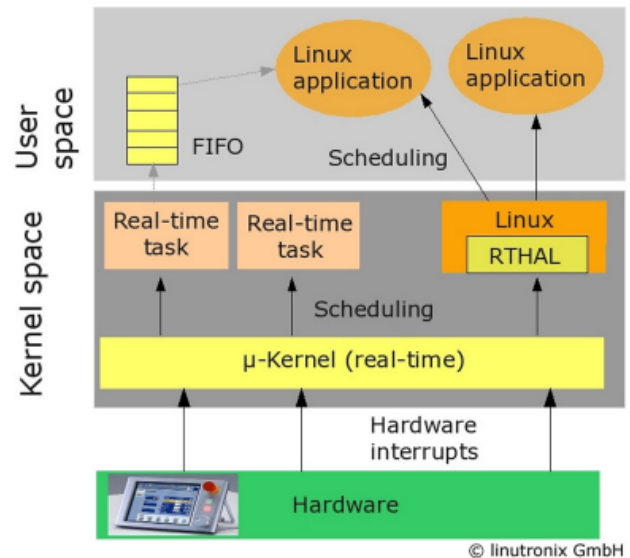 User
space
Linux
application
Linux
application
FIFO
Scheduling
Kernel space
Real-time
task
Real-time
task
Linux
RTHAL
Scheduling
µ-Kernel (real-time)
Hardware
interrupts
Hardware
© linutronix GmbH